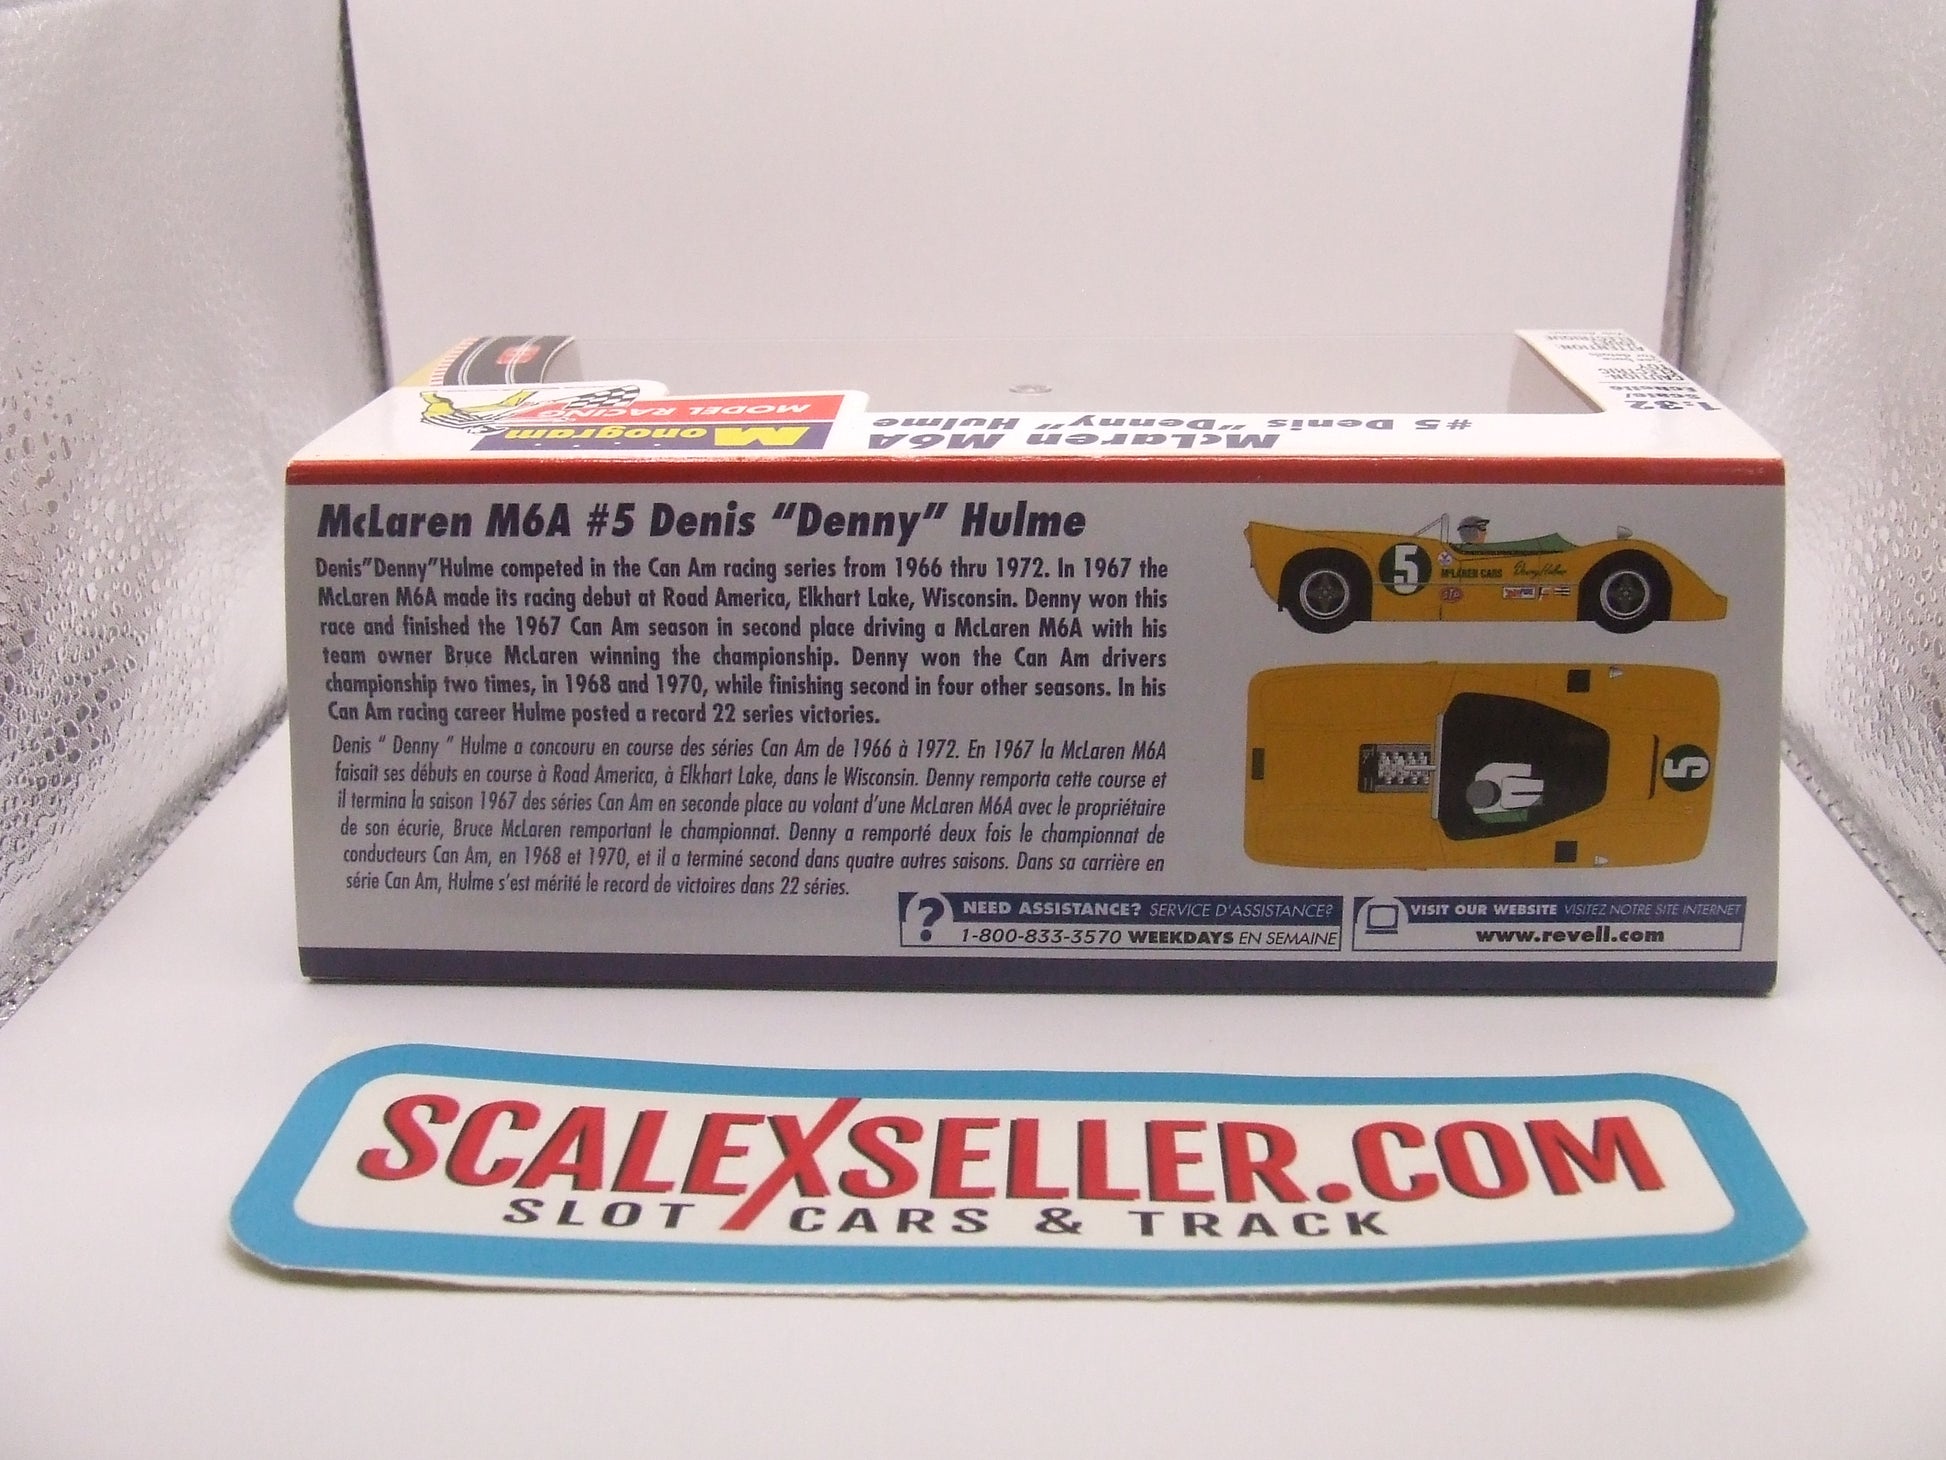 1:32
Scale/
Echelle
MODEL RACING
Monogram
McLaren M6A
#5 Denis "Denny" Hulme
McLaren M6A #5 Denis "Denny" Hulme
Denis"Denny"Hulme competed in the Can Am racing series from 1966 thru 1972. In 1967 the
McLaren M6A made its racing debut at Road America, Elkhart Lake, Wisconsin. Denny won this
race and finished the 1967 Can Am season in second place driving a McLaren M6A with his
team owner Bruce McLaren winning the championship. Denny won the Can Am drivers
championship two times, in 1968 and 1970, while finishing second in four other seasons. In his
Can Am racing career Hulme posted a record 22 series victories.
Denis " Denny " Hulme a concouru en course des séries Can Am de 1966 à 1972. En 1967 la McLaren M6A
faisait ses débuts en course à Road America, à Elkhart Lake, dans le Wisconsin. Denny remporta cette course et
il termina la saison 1967 des séries Can Am en seconde place au volant d'une McLaren M6A avec le propriétaire
de son écurie, Bruce McLaren remportant le championnat. Denny a remporté deux fois le championnat de
conducteurs Can Am, en 1968 et 1970, et il a terminé second dans quatre autres saisons. Dans sa carrière en
série Can Am, Hulme s'est mérité le record de victoires dans 22 séries.
5
McLAREN CARS Denny Hulme
STP
5
? NEED ASSISTANCE? SERVICE D'ASSISTANCE?
1-800-833-3570 WEEKDAYS EN SEMAINE
VISIT OUR WEBSITE VISITEZ NOTRE SITE INTERNET
www.revell.com
SCALEXSELLER.COM
SLOT CARS & TRACK